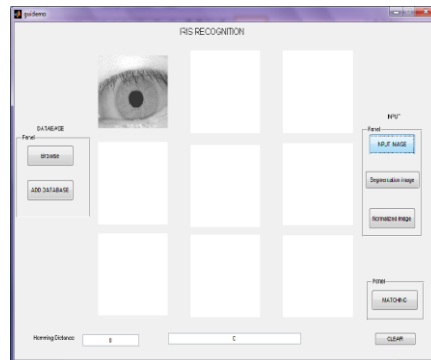 guidemo
IRIS RECOGNITION
DATABASE
Panel
BROWSE
ADD DATABASE
INPUT
Panel
INPUT IMAGE
Segmentation image
Normalized image
Panel
MATCHING
Hamming Distance
CLEAR